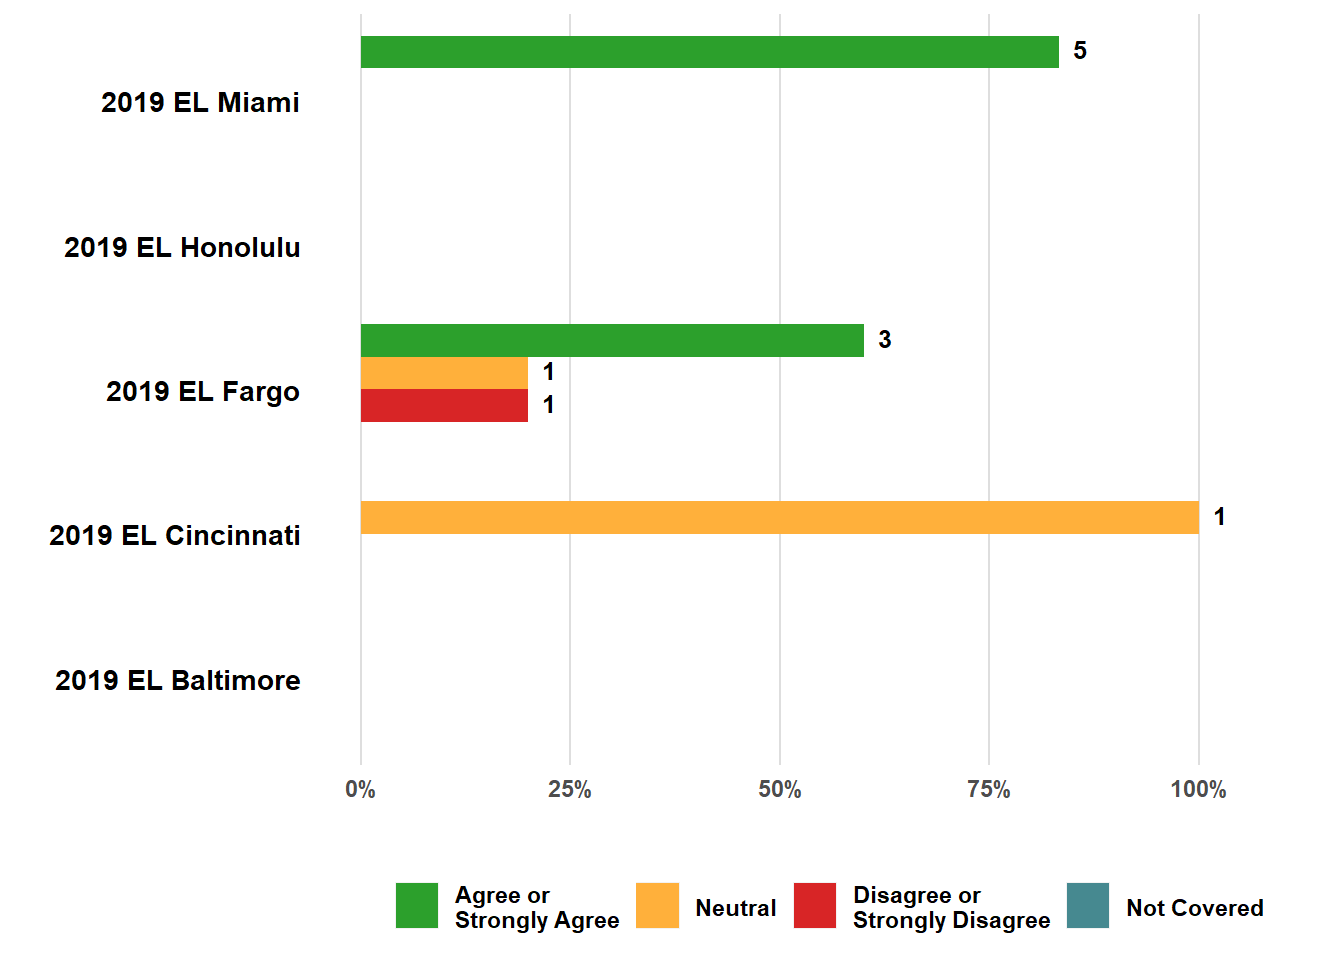 5
2019 EL Miami
2019 EL Honolulu
3
1
2019 EL Fargo
1
1
2019 EL Cincinnati
2019 EL Baltimore
0% 25% 50% 75% 100%
Agree or
Strongly Agree
Neutral
Disagree or
Strongly Disagree
Not Covered